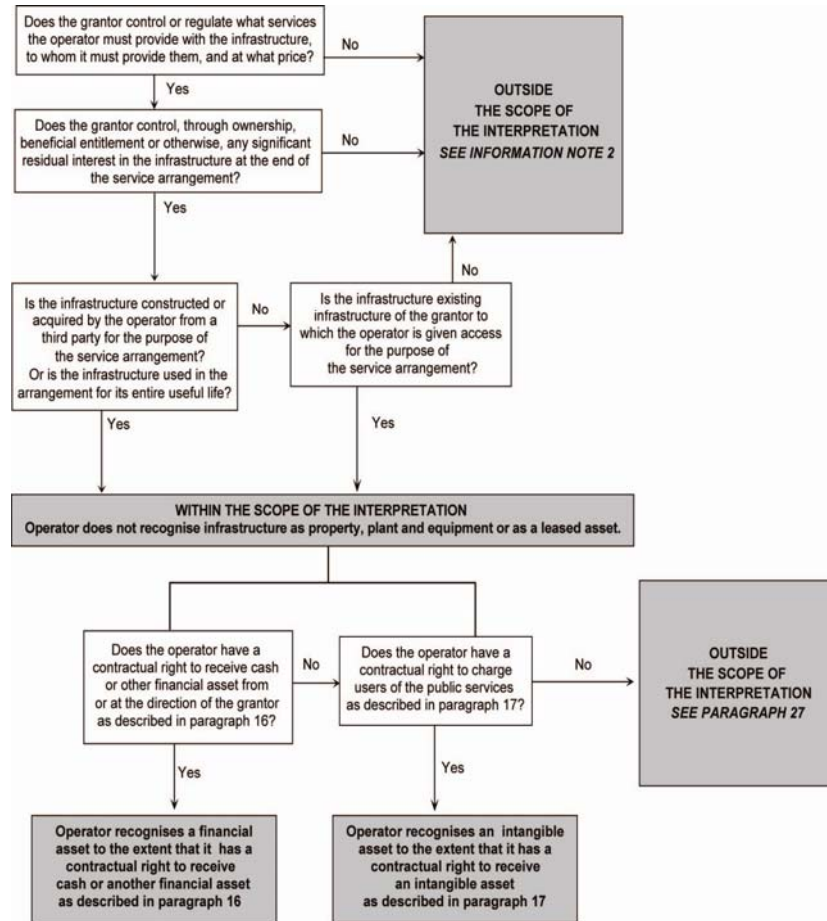 Does the grantor control or regulate what services
the operator must provide with the infrastructure,
to whom it must provide them, and at what price?
No
Yes
OUTSIDE
THE SCOPE OF
THE INTERPRETATION
SEE INFORMATION NOTE 2
Does the grantor control, through ownership,
beneficial entitlement or otherwise, any significant
residual interest in the infrastructure at the end of
the service arrangement?
No
Yes
No
Is the infrastructure constructed or
acquired by the operator from a
third party for the purpose of
the service arrangement?
Or is the infrastructure used in the
arrangement for its entire useful life?
No
Is the infrastructure existing
infrastructure of the grantor to
which the operator is given access
for the purpose of
the service arrangement?
Yes
Yes
WITHIN THE SCOPE OF THE INTERPRETATION
Operator does not recognise infrastructure as property, plant and equipment or as a leased asset.
Does the operator have a
contractual right to receive cash
or other financial asset from
or at the direction of the grantor
as described in paragraph 16?
No
Does the operator have a
contractual right to charge
users of the public services
as described in paragraph 17?
No
OUTSIDE
THE SCOPE OF
THE INTERPRETATION
SEE PARAGRAPH 27
Yes
Yes
Operator recognises a financial
asset to the extent that it has a
contractual right to receive
cash or another financial asset
as described in paragraph 16
Operator recognises an intangible
asset to the extent that it has a
contractual right to receive
an intangible asset
as described in paragraph 17